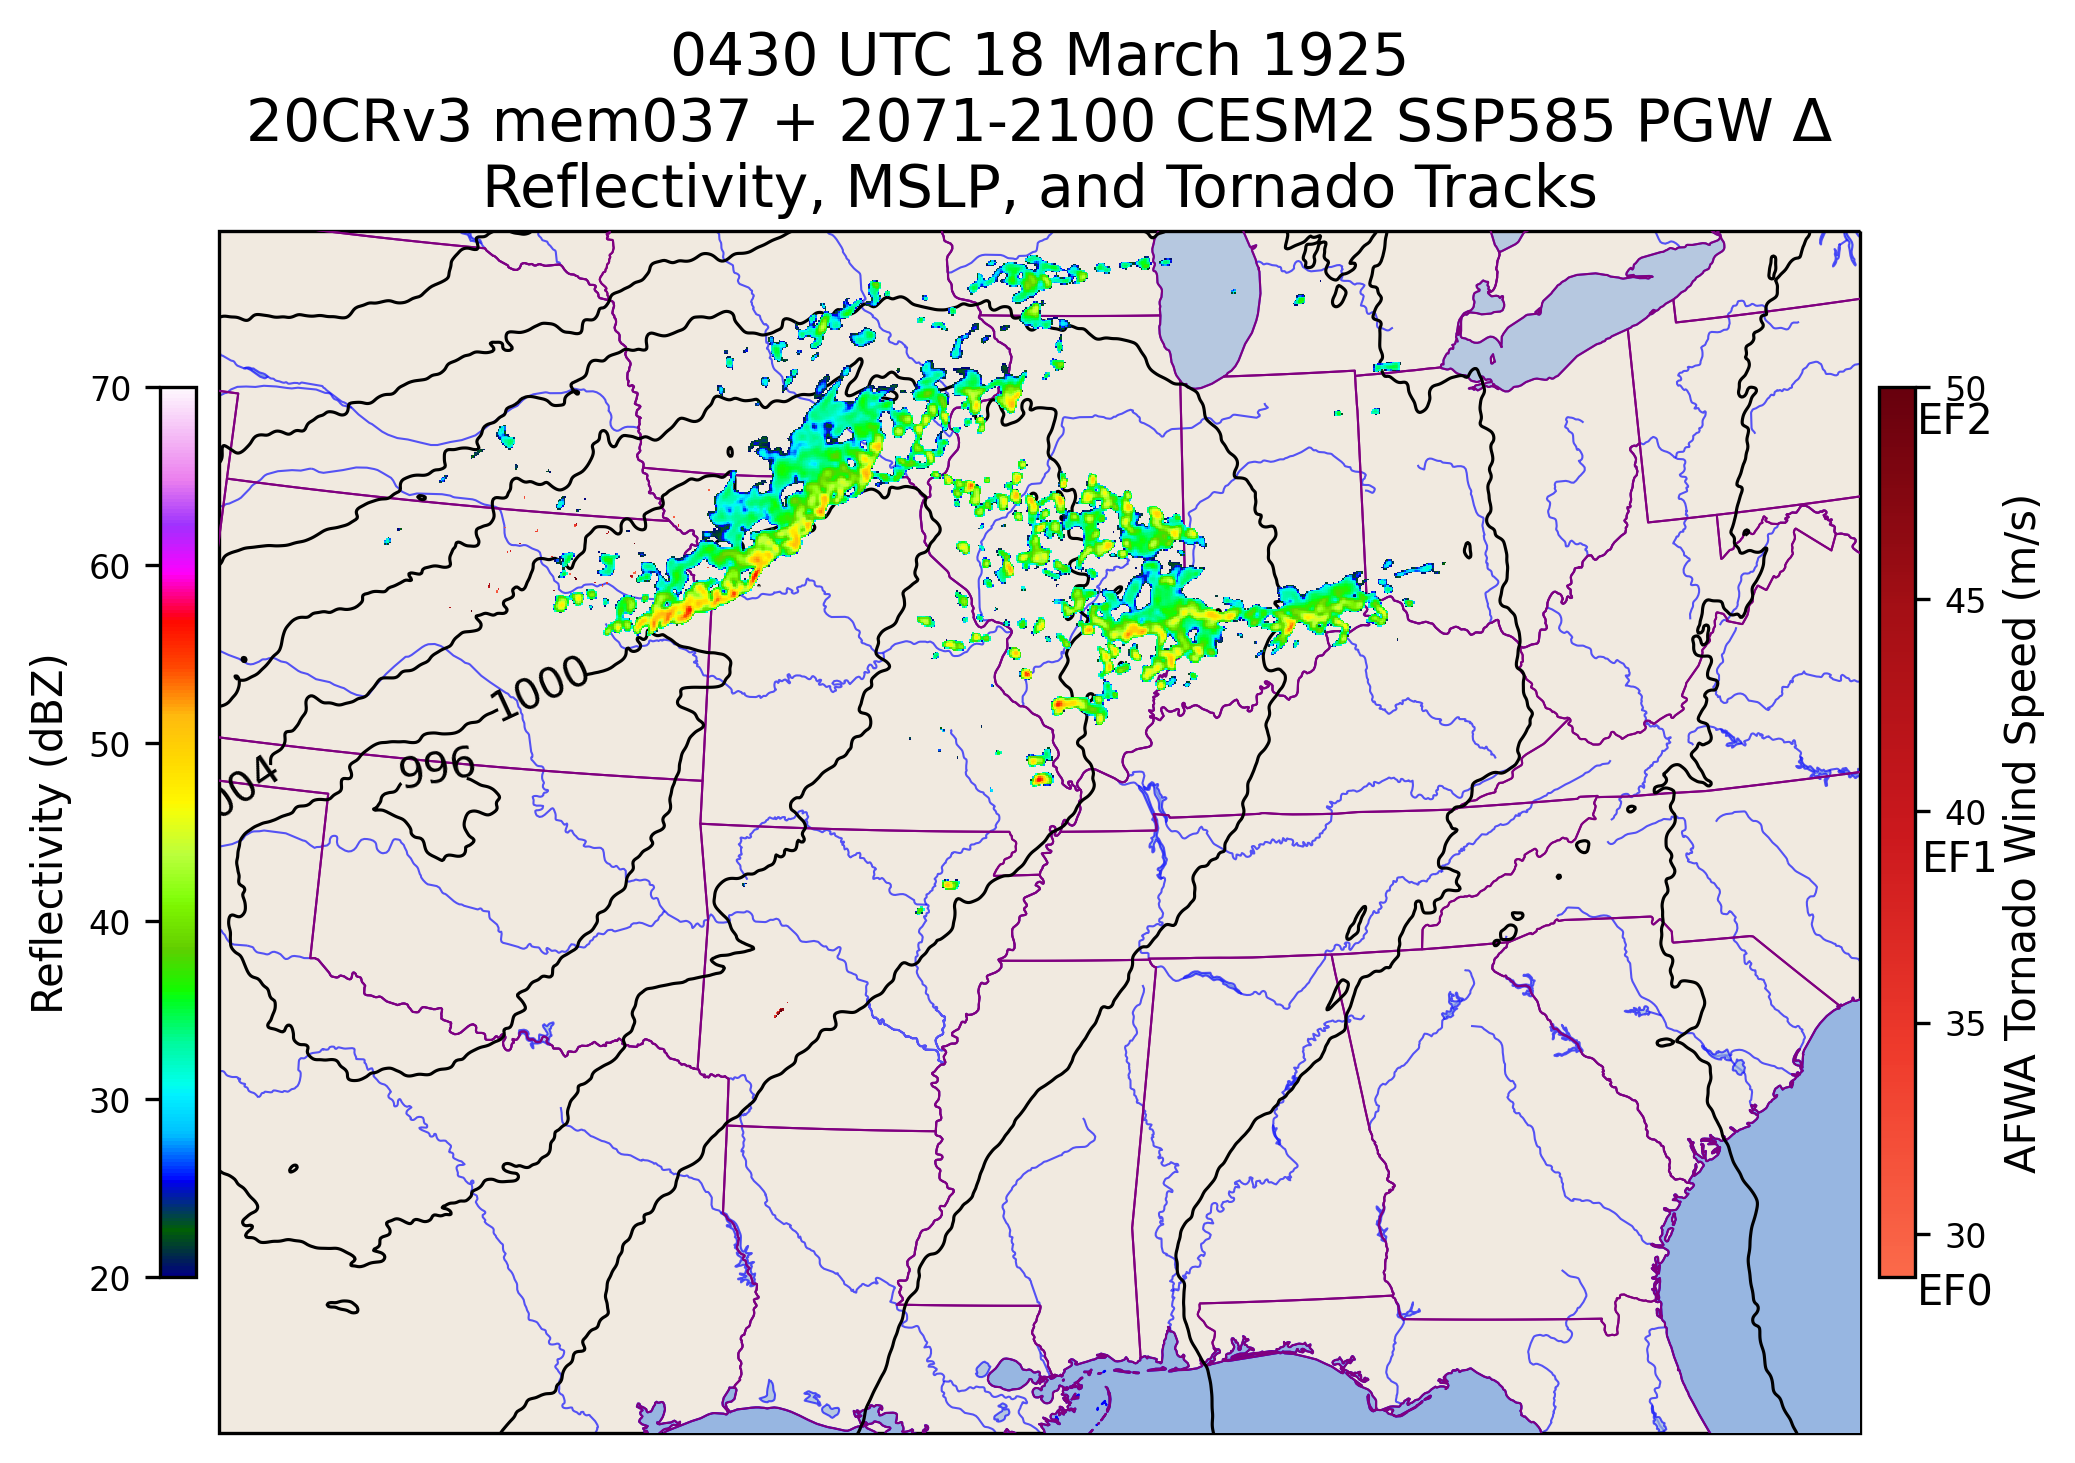 0430 UTC 18 March 1925
20CRv3 mem037 + 2071-2100 CESM2 SSP585 PGW Δ
Reflectivity, MSLP, and Tornado Tracks
Reflectivity (dBZ)
70
60
50
40
30
20
1000
996
004
50
EF2
45
40
EF1
35
30
EF0
AFWA Tornado Wind Speed (m/s)